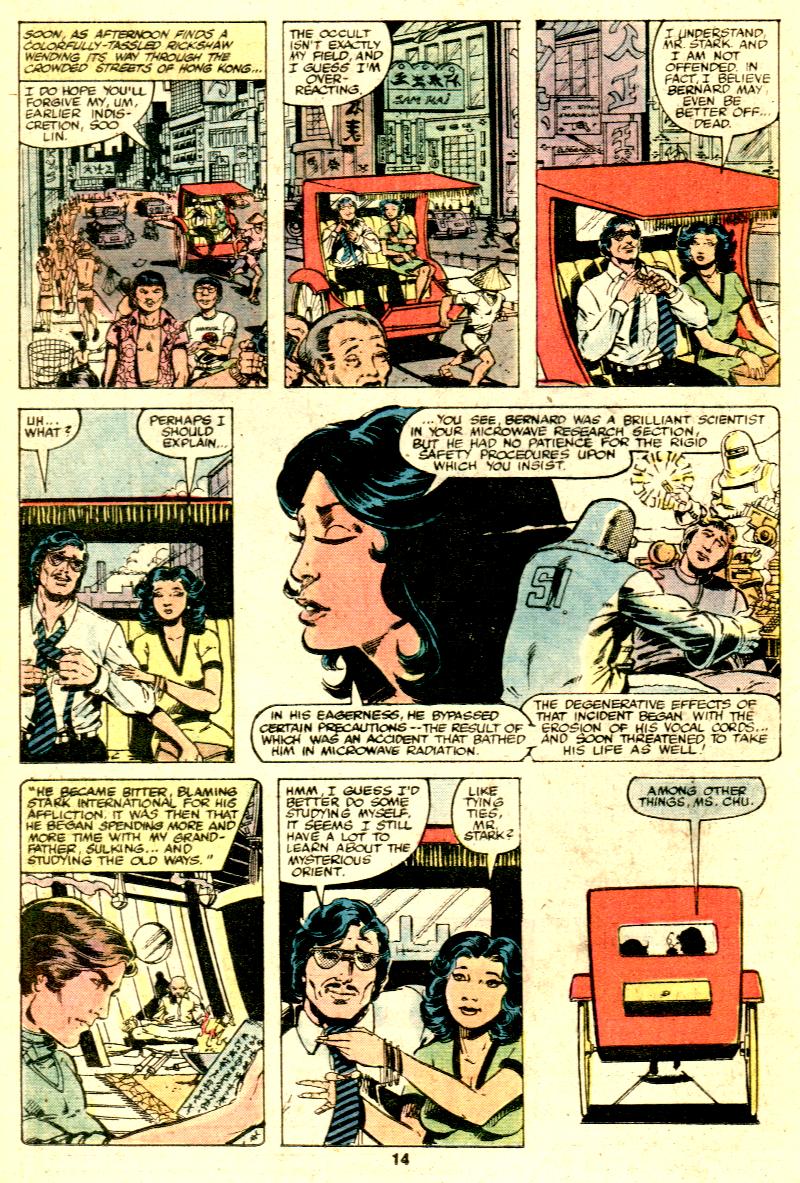 SOON, AS AFTERNOON FINDS A
COLORFULLY-TASSLED RICKSHAW
WENDING ITS WAY THROUGH THE
CROWDED STREETS OF HONG KONG...
I DO HOPE YOU'LL
FORGIVE MY, UM,
EARLIER INDIS-
CRETION, SOO
LIN.
THE OCCULT
ISN'T EXACTLY
MY FIELD, AND
I GUESS I'M
OVER-
REACTING.
SAM HAI
I UNDERSTAND,
MR. STARK. AND
I AM NOT
OFFENDED. IN
FACT, I BELIEVE
BERNARD MAY
EVEN BE
BETTER OFF...
DEAD.
UH...
WHAT?
PERHAPS I
SHOULD
EXPLAIN...
...YOU SEE, BERNARD WAS A BRILLIANT SCIENTIST
IN YOUR MICROWAVE RESEARCH SECTION,
BUT HE HAD NO PATIENCE FOR THE RIGID
SAFETY PROCEDURES UPON
WHICH YOU INSIST.
TIC TIC TIC TIC
S.I.
IN HIS EAGERNESS, HE BYPASSED
CERTAIN PRECAUTIONS--THE RESULT OF
WHICH WAS AN ACCIDENT THAT BATHED
HIM IN MICROWAVE RADIATION.
THE DEGENERATIVE EFFECTS OF
THAT INCIDENT BEGAN WITH THE
EROSION OF HIS VOCAL CORDS...
AND SOON THREATENED TO TAKE
HIS LIFE AS WELL!
"HE BECAME BITTER, BLAMING
STARK INTERNATIONAL FOR HIS
AFFLICTION. IT WAS THEN THAT
HE BEGAN SPENDING MORE AND
MORE TIME WITH MY GRAND-
FATHER, SULKING... AND
STUDYING THE OLD WAYS."
HMM, I GUESS I'D
BETTER DO SOME
STUDYING MYSELF,
IT SEEMS I STILL
HAVE A LOT TO
LEARN ABOUT THE
MYSTERIOUS
ORIENT.
LIKE
TYING
TIES,
MR.
STARK?
AMONG OTHER
THINGS, MS. CHU.
14